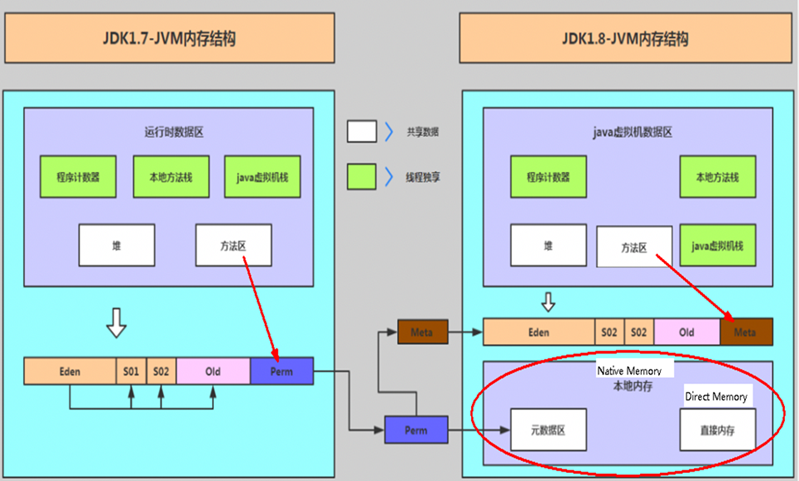 JDK1.7-JVM内存结构
JDK1.8-JVM内存结构
运行时数据区
程序计数器
本地方法栈
java虚拟机栈
堆
方法区
共享数据
线程独享
java虚拟机数据区
程序计数器
本地方法栈
堆
方法区
java虚拟机栈
Eden
S01
S02
Old
Perm
Meta
Perm
Eden
S02
S02
Old
Meta
Native Memory
本地内存
Direct Memory
元数据区
直接内存